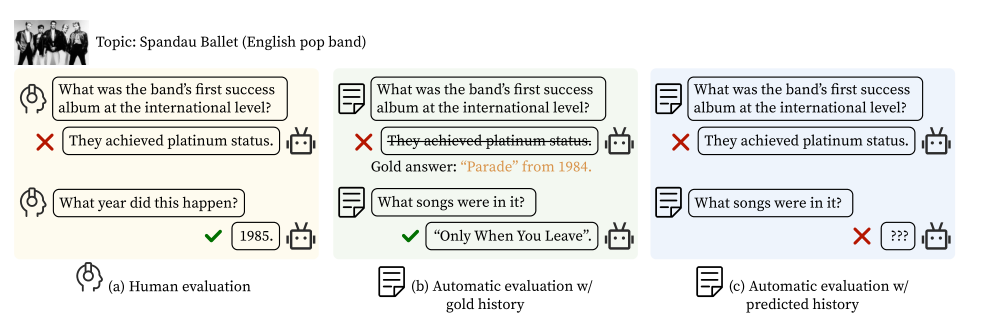 Topic: Spandau Ballet (English pop band)
What was the band's first success
album at the international level?
They achieved platinum status.
What year did this happen?
1985.
(a) Human evaluation
What was the band's first success
album at the international level?
They achieved platinum status.
Gold answer: “Parade” from 1984.
What songs were in it?
“Only When You Leave”.
(b) Automatic evaluation w/
gold history
What was the band's first success
album at the international level?
They achieved platinum status.
What songs were in it?
???
(c) Automatic evaluation w/
predicted history